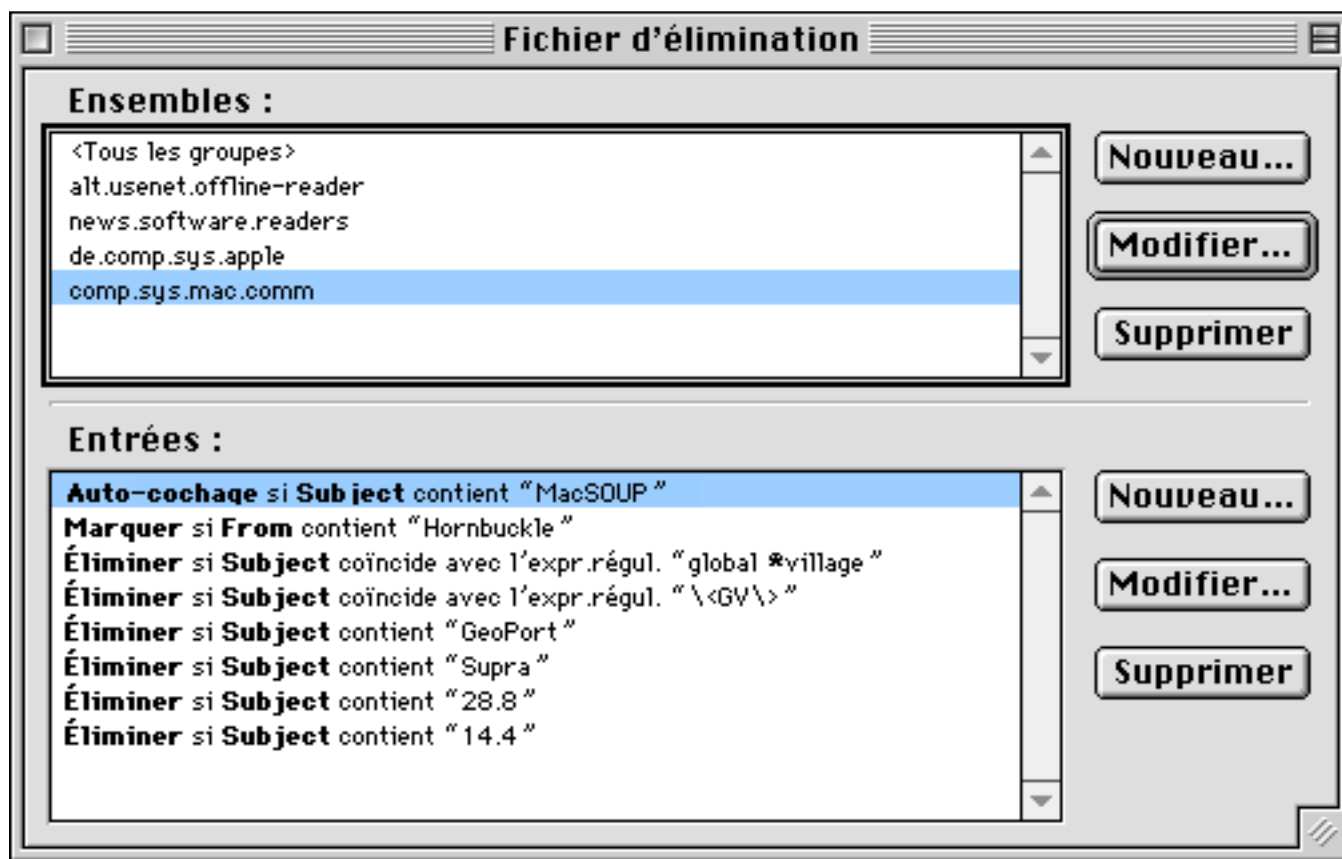 Fichier d'élimination
Ensembles :
<Tous les groupes>
alt.usenet.offline-reader
news.software.readers
de.comp.sys.apple
comp.sys.mac.comm
Nouveau...
Modifier...
Supprimer
Entrées :
Auto-cochage si Subject contient “MacSOUP”
Marquer si From contient “Hornbuckle”
Éliminer si Subject coïncide avec l'expr.régul. “global *village”
Éliminer si Subject coïncide avec l'expr.régul. “\<GV\>”
Éliminer si Subject contient “GeoPort”
Éliminer si Subject contient “Supra”
Éliminer si Subject contient “28.8”
Éliminer si Subject contient “14.4”
Nouveau...
Modifier...
Supprimer